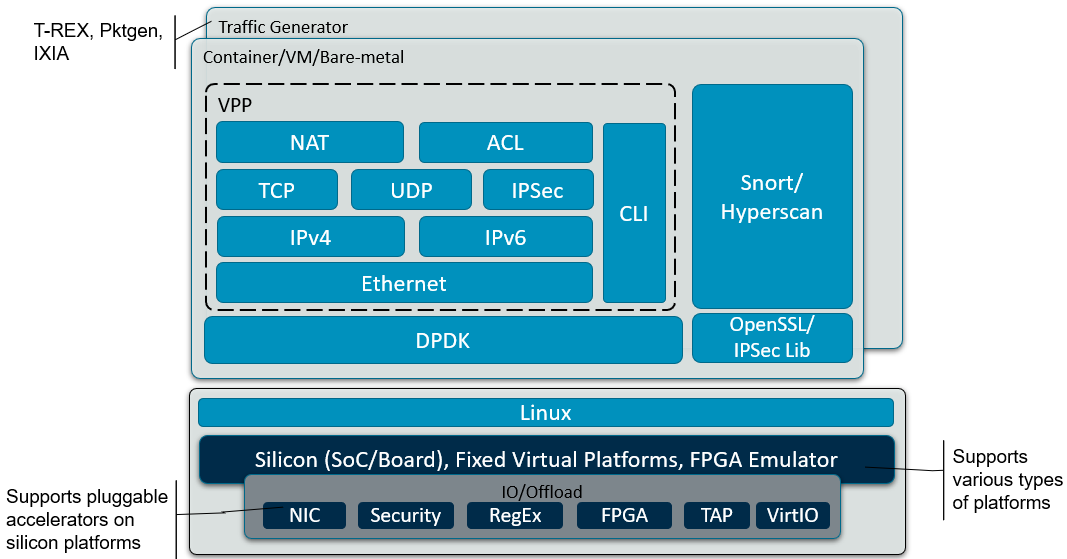 T-REX, Pktgen,
IXIA
Traffic Generator
Container/VM/Bare-metal
VPP
NAT
ACL
TCP
UDP
IPSec
IPv4
IPv6
Ethernet
CLI
Snort/
Hyperscan
DPDK
OpenSSL/
IPSec Lib
Linux
Silicon (SoC/Board), Fixed Virtual Platforms, FPGA Emulator
IO/Offload
NIC
Security
RegEx
FPGA
TAP
VirtIO
Supports
various types
of platforms
Supports pluggable
accelerators on
silicon platforms